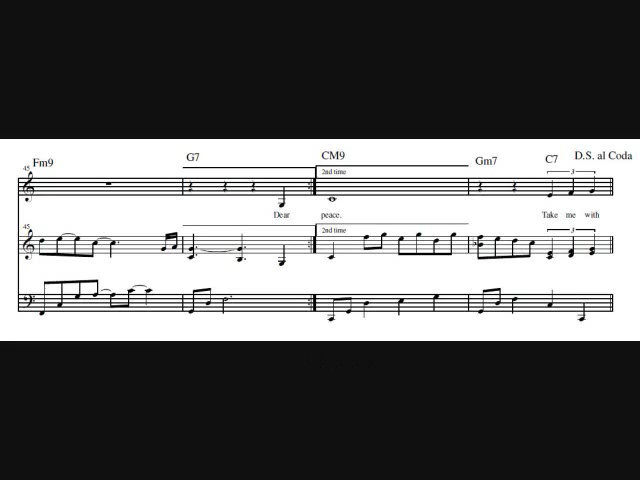 Fm9 G7 CM9 Gm7 C7 D.S. al Coda
45 2nd time 3
Dear peace. Take me with
45 2nd time 3